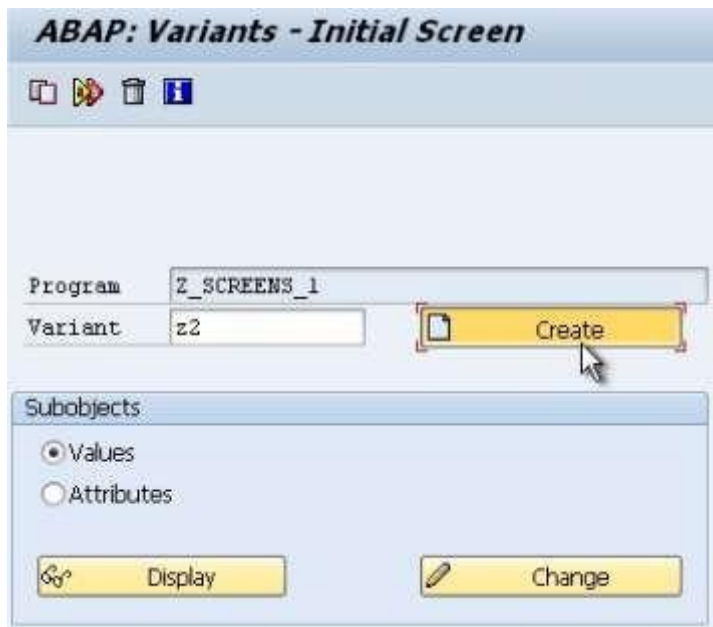 ABAP: Variants - Initial Screen
Program Z_SCREENS_1
Variant z2 Create
Subobjects
Values
Attributes
Display Change